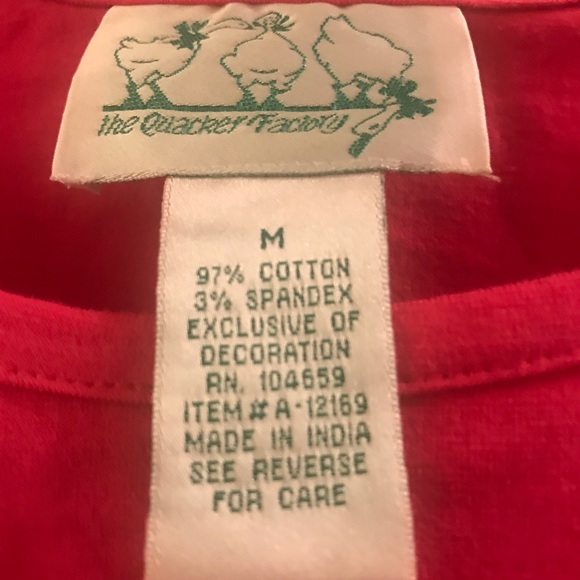 the Quacker Factory
M
97% COTTON
3% SPANDEX
EXCLUSIVE OF
DECORATION
RN. 104659
ITEM# A-12169
MADE IN INDIA
SEE REVERSE
FOR CARE